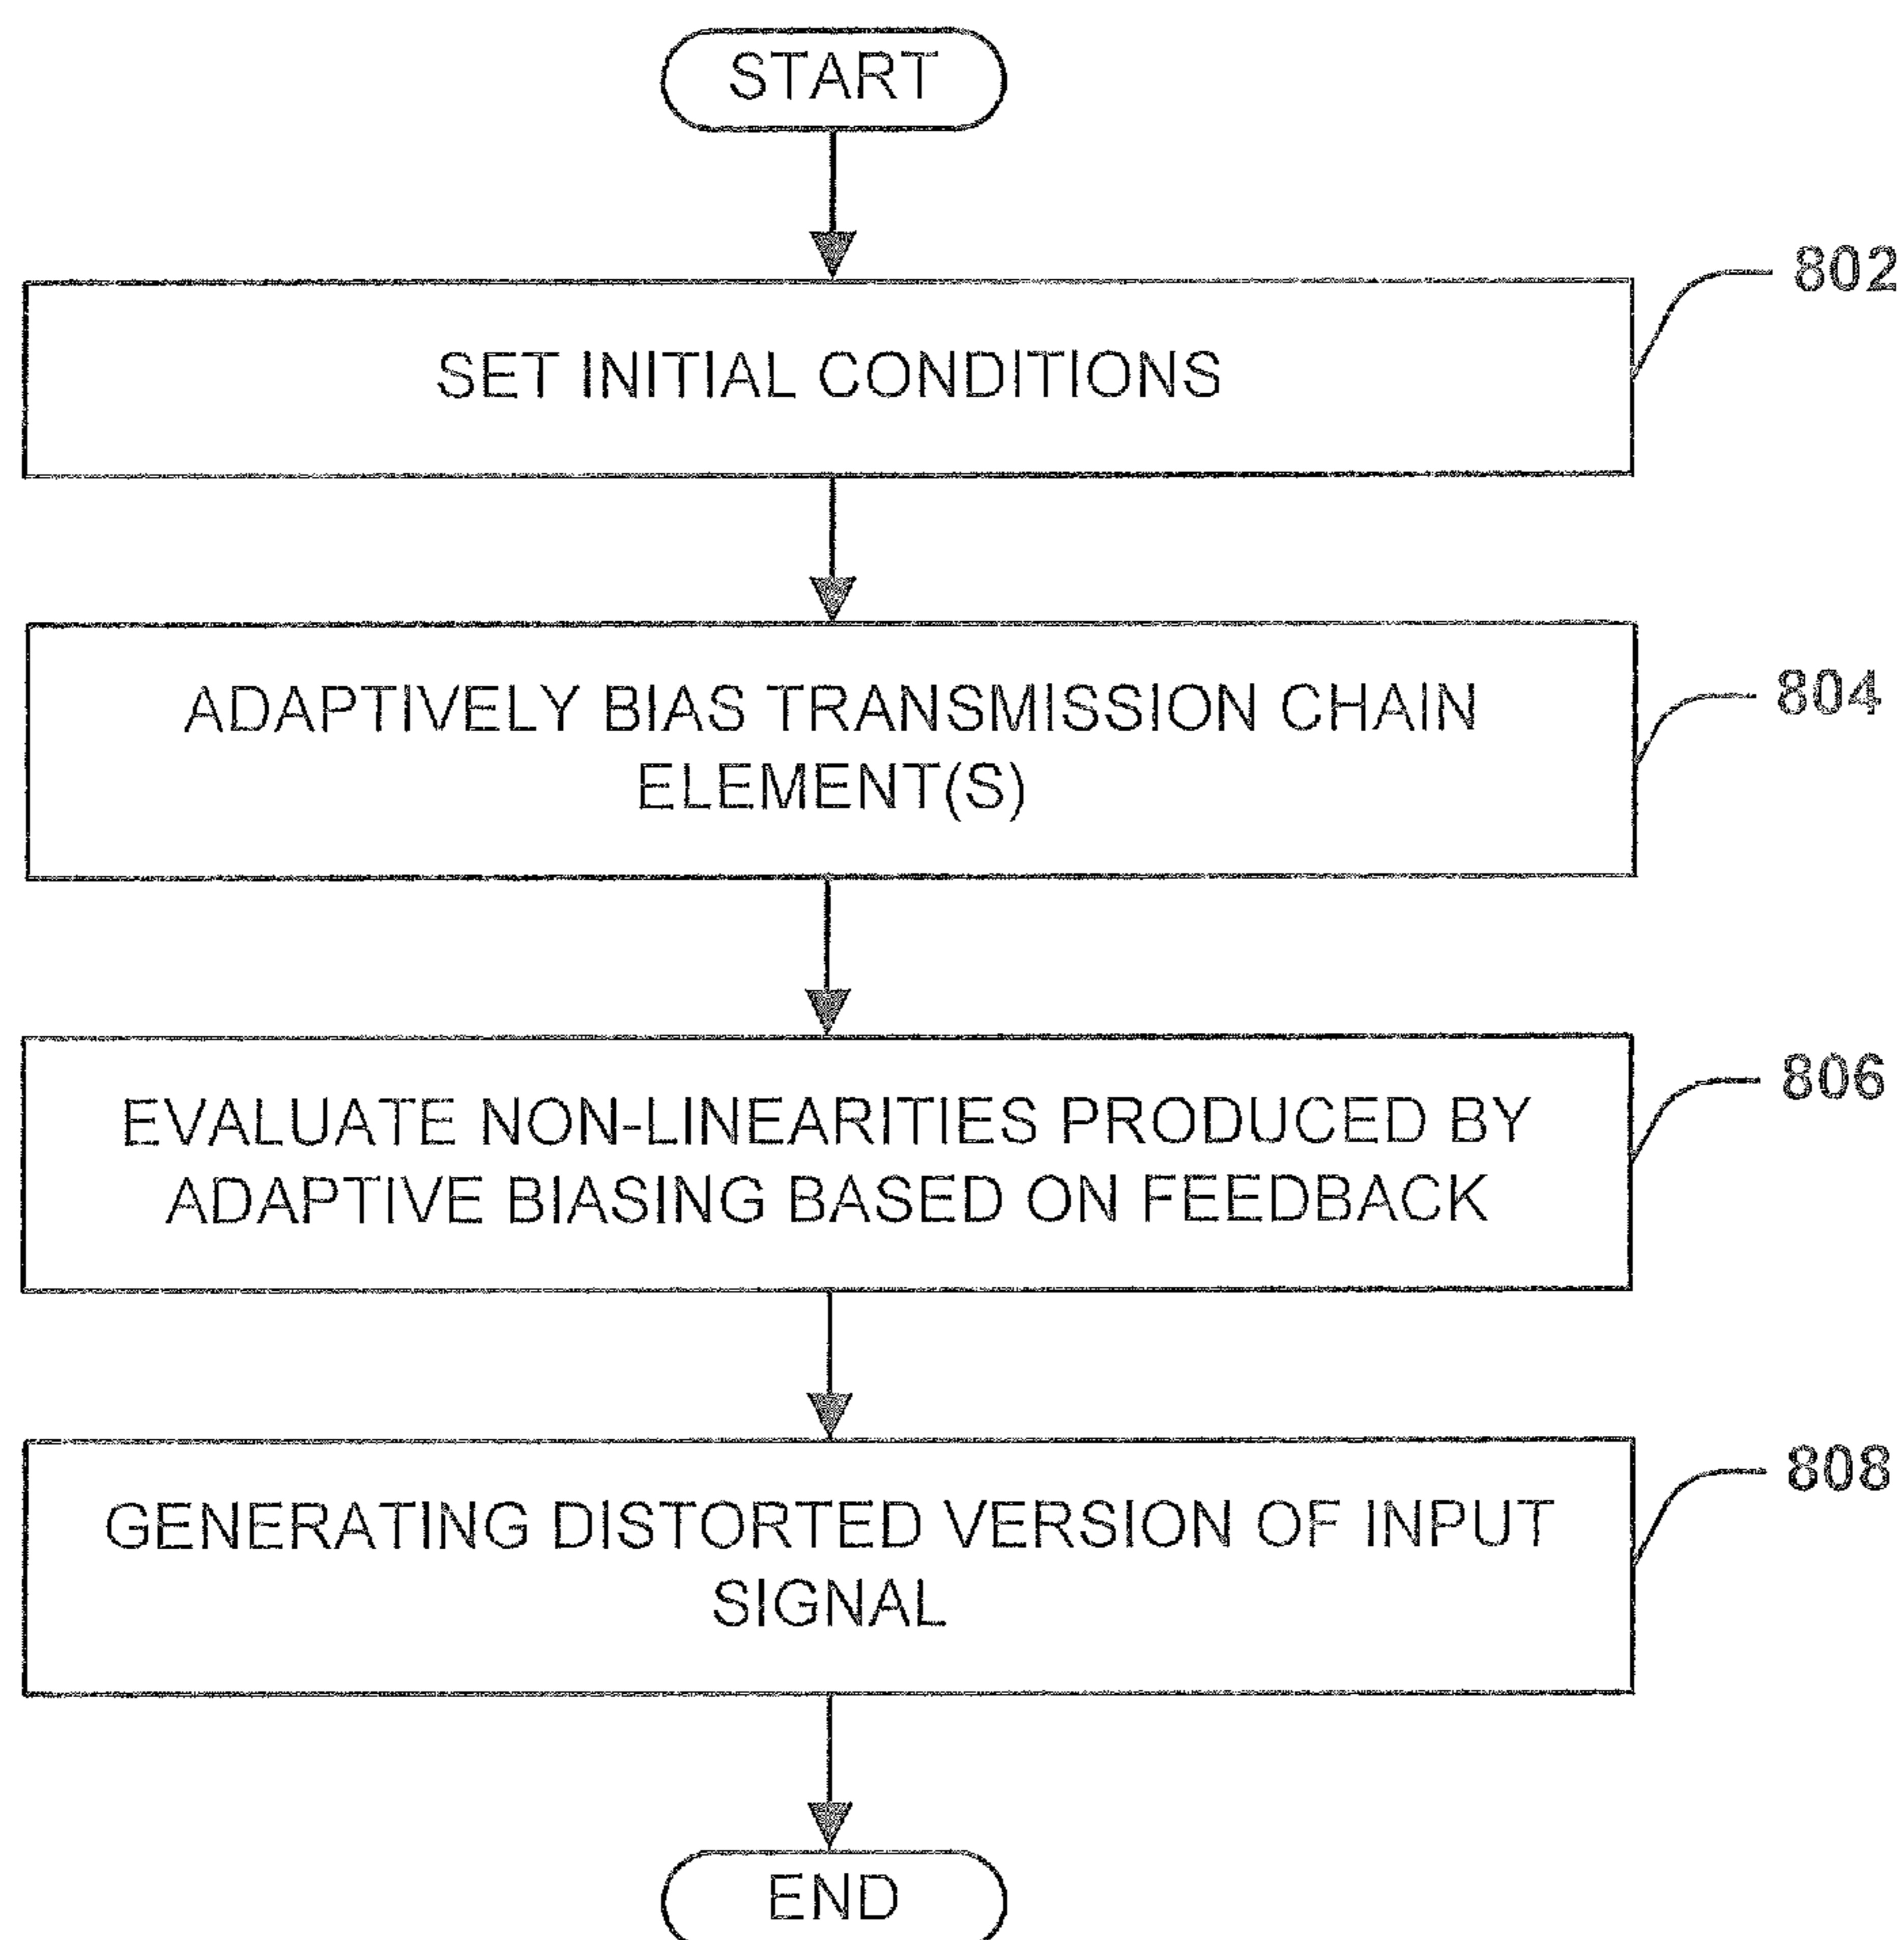 START
802
SET INITIAL CONDITIONS
804
ADAPTIVELY BIAS TRANSMISSION CHAIN
ELEMENT(S)
806
EVALUATE NON-LINEARITIES PRODUCED BY
ADAPTIVE BIASING BASED ON FEEDBACK
808
GENERATING DISTORTED VERSION OF INPUT
SIGNAL
END